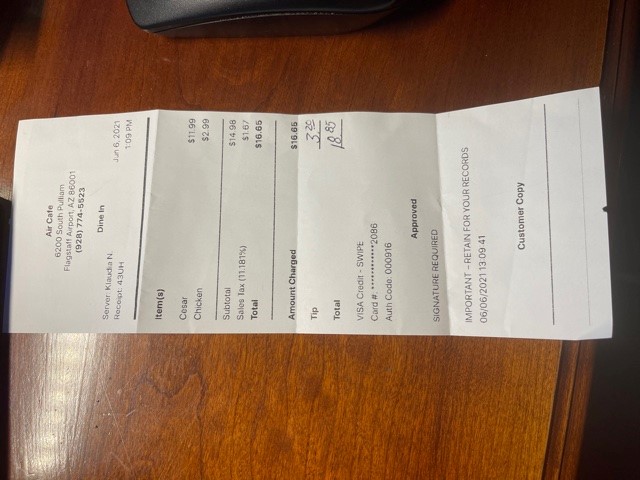 Air Cafe
6200 South Pulliam
Flagstaff Airport, AZ 86001
(928) 774-5523
Dine In
Server: Klaudia N. Jun 6, 2021
Receipt: 43UH 1:09 PM
Item(s)
Cesar $11.99
Chicken $2.99
Subtotal $14.98
Sales Tax (11.181%) $1.67
Total $16.65
Amount Charged $16.65
Tip 3.20
Total 18.85
VISA Credit - SWIPE
Card #. ************2086
Auth Code. 000916
Approved
SIGNATURE REQUIRED
IMPORTANT - RETAIN FOR YOUR RECORDS
06/06/2021 13:09 41
Customer Copy